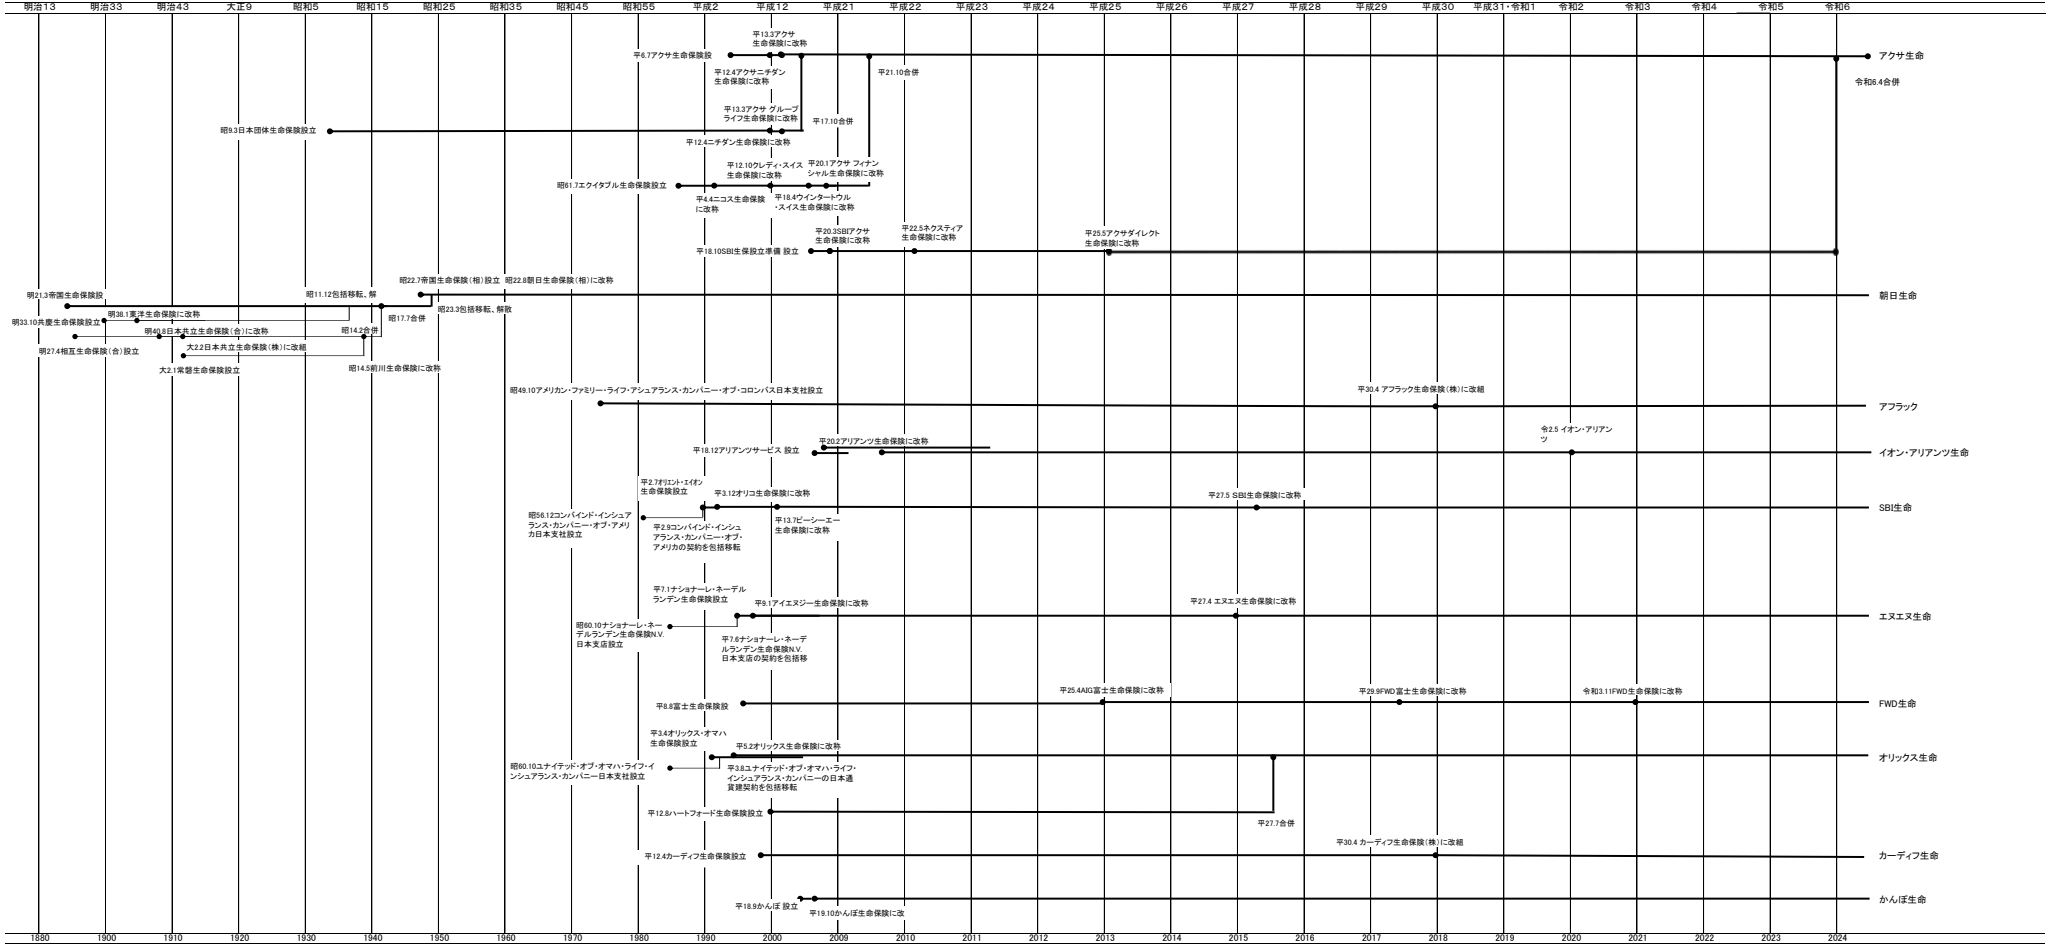 明治13 明治33 明治43 大正9 昭和5 昭和15 昭和25 昭和35 昭和45 昭和55 平成2 平成12 平成21 平成22 平成23 平成24 平成25 平成26 平成27 平成28 平成29 平成30 平成31・令和1 令和2 令和3 令和4 令和5 令和6
平13.3アクサ
生命保険に改称
平6.7アクサ生命保険設
アクサ生命
平12.4アクサニチダン
生命保険に改称
平21.10合併
令和6.4合併
平13.3アクサ グループ
ライフ生命保険に改称
平17.10合併
昭9.3日本団体生命保険設立
平12.4ニチダン生命保険に改称
平12.10クレディ・スイス
生命保険に改称
平20.1アクサ フィナン
シャル生命保険に改称
昭61.7エクイタブル生命保険設立
平4.4ニコス生命保険
に改称
平18.4ウインタートウル
・スイス生命保険に改称
平20.3SBIアクサ
生命保険に改称
平22.5ネクスティア
生命保険に改称
平25.5アクサダイレクト
生命保険に改称
平18.10SBI生保設立準備 設立
昭22.7帝国生命保険(相)設立 昭22.8朝日生命保険(相)に改称
明21.3帝国生命保険設
昭11.12包括移転、解
朝日生命
昭23.3包括移転、解散
明38.1東洋生命保険に改称
昭17.7合併
明33.10共慶生命保険設立
明40.8日本共立生命保険(合)に改称
昭14.2合併
明27.4相互生命保険(合)設立
大2.2日本共立生命保険(株)に改組
大2.1常磐生命保険設立
昭14.5前川生命保険に改称
昭49.10アメリカン・ファミリー・ライフ・アシュアランス・カンパニー・オブ・コロンバス日本支社設立
平30.4 アフラック生命保険(株)に改組
アフラック
令2.5 イオン・アリアン
ツ
平20.2アリアンツ生命保険に改称
平18.12アリアンツサービス 設立
イオン・アリアンツ生命
平2.7オリエント・エイオン
生命保険設立
平3.12オリコ生命保険に改称
平27.5 SBI生命保険に改称
SBI生命
昭56.12コンバインド・インシュア
ランス・カンパニー・オブ・アメリ
カ日本支社設立
平2.9コンバインド・インシュ
アランス・カンパニー・オブ・
アメリカの契約を包括移転
平13.7ピーシーエー
生命保険に改称
平7.1ナショナーレ・ネーデル
ランデン生命保険設立
平9.1アイエヌジー生命保険に改称
平27.4 エヌエヌ生命保険に改称
エヌエヌ生命
昭60.10ナショナーレ・ネー
デルランデン生命保険N.V.
日本支店設立
平7.6ナショナーレ・ネーデ
ルランデン生命保険N.V.
日本支店の契約を包括移
平25.4AIG富士生命保険に改称
平29.9FWD富士生命保険に改称
令和3.11FWD生命保険に改称
平8.8富士生命保険設
FWD生命
平3.4オリックス・オマハ
生命保険設立
平5.2オリックス生命保険に改称
オリックス生命
昭60.10ユナイテッド・オブ・オマハ・ライフ・イ
ンシュアランス・カンパニー日本支社設立
平3.8ユナイテッド・オブ・オマハ・ライフ・
インシュアランス・カンパニーの日本通
貨建契約を包括移転
平12.8ハートフォード生命保険設立
平27.7合併
平30.4 カーディフ生命保険(株)に改組
平12.4カーディフ生命保険設立
カーディフ生命
平18.9かんぽ 設立
平19.10かんぽ生命保険に改
かんぽ生命
1880 1900 1910 1920 1930 1940 1950 1960 1970 1980 1990 2000 2009 2010 2011 2012 2013 2014 2015 2016 2017 2018 2019 2020 2021 2022 2023 2024